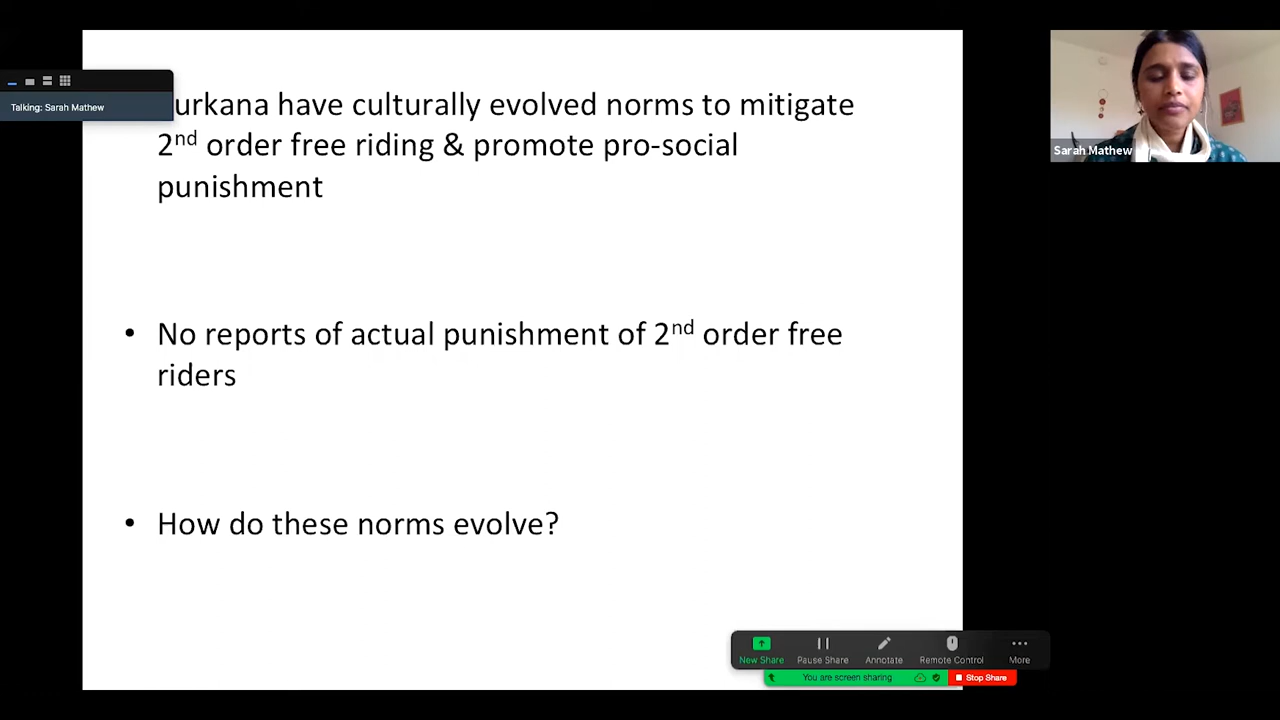 Talking: Sarah Mathew
urkana have culturally evolved norms to mitigate
2nd order free riding & promote pro-social
punishment
• No reports of actual punishment of 2nd order free
riders
• How do these norms evolve?
Sarah Mathew
New Share Pause Share Annotate Remote Control More
You are screen sharing Stop Share